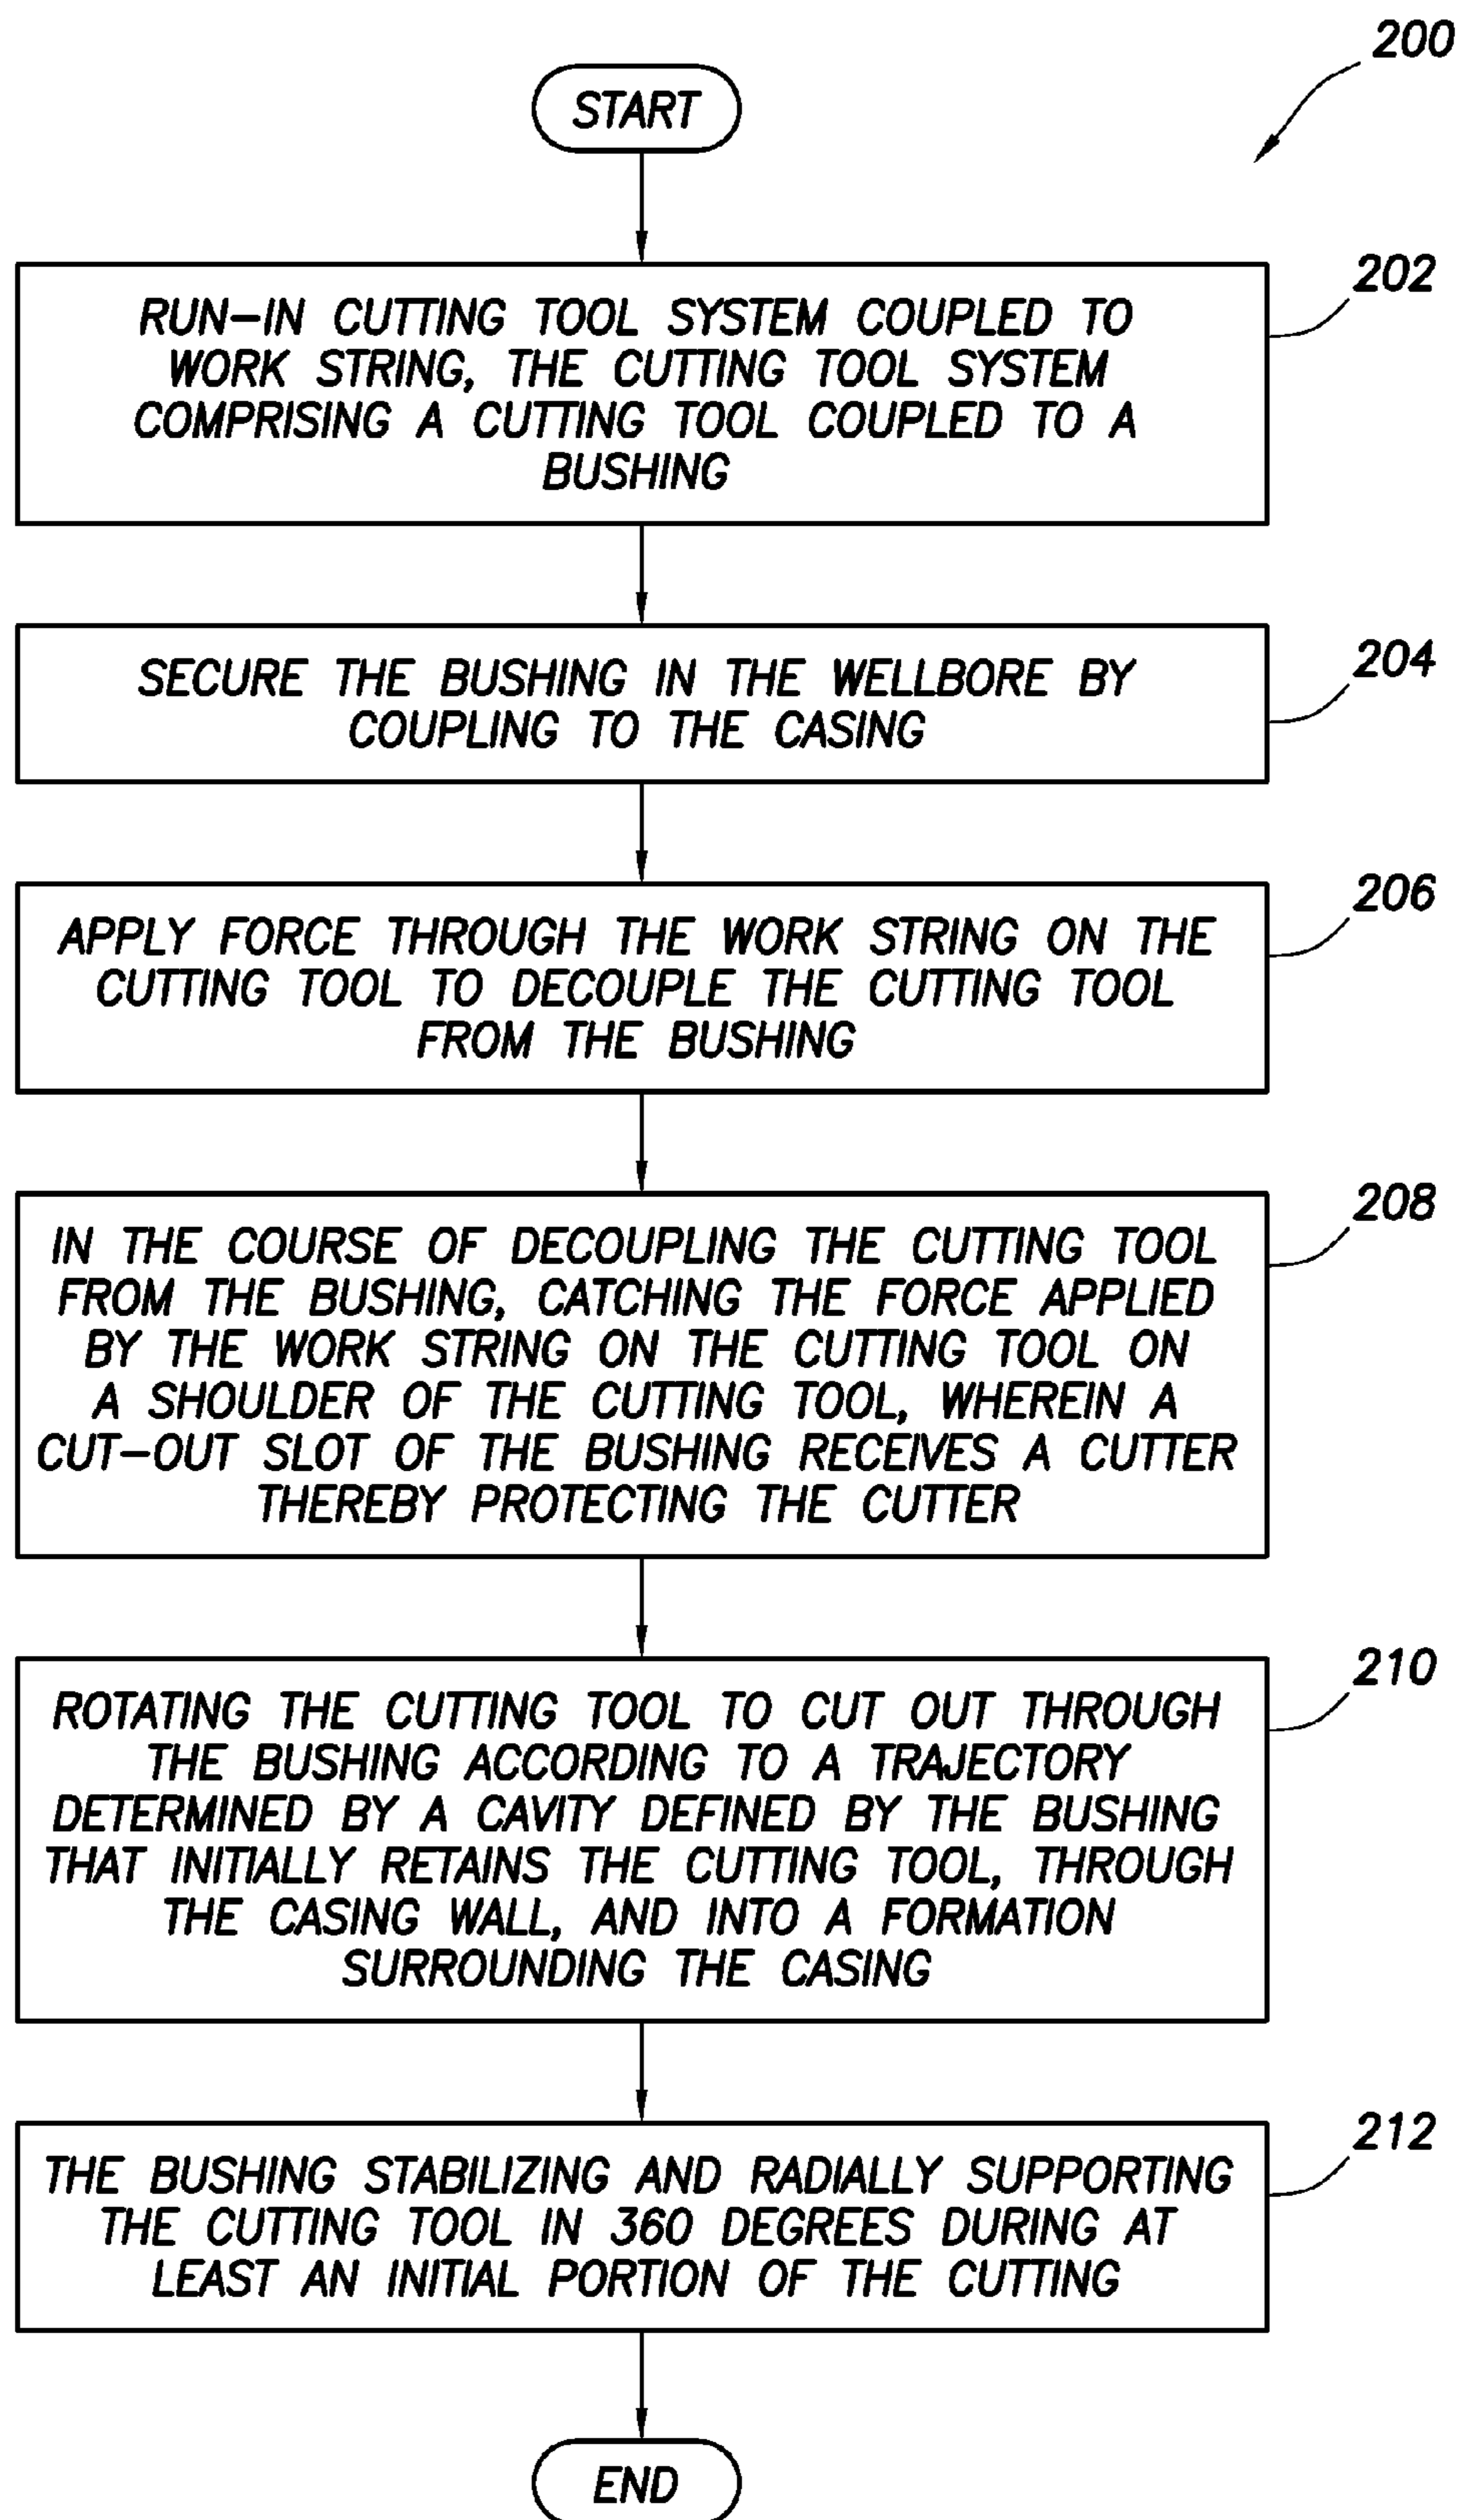 200
START
202
RUN-IN CUTTING TOOL SYSTEM COUPLED TO
WORK STRING, THE CUTTING TOOL SYSTEM
COMPRISING A CUTTING TOOL COUPLED TO A
BUSHING
204
SECURE THE BUSHING IN THE WELLBORE BY
COUPLING TO THE CASING
206
APPLY FORCE THROUGH THE WORK STRING ON THE
CUTTING TOOL TO DECOUPLE THE CUTTING TOOL
FROM THE BUSHING
208
IN THE COURSE OF DECOUPLING THE CUTTING TOOL
FROM THE BUSHING, CATCHING THE FORCE APPLIED
BY THE WORK STRING ON THE CUTTING TOOL ON
A SHOULDER OF THE CUTTING TOOL, WHEREIN A
CUT-OUT SLOT OF THE BUSHING RECEIVES A CUTTER
THEREBY PROTECTING THE CUTTER
210
ROTATING THE CUTTING TOOL TO CUT OUT THROUGH
THE BUSHING ACCORDING TO A TRAJECTORY
DETERMINED BY A CAVITY DEFINED BY THE BUSHING
THAT INITIALLY RETAINS THE CUTTING TOOL, THROUGH
THE CASING WALL, AND INTO A FORMATION
SURROUNDING THE CASING
212
THE BUSHING STABILIZING AND RADIALLY SUPPORTING
THE CUTTING TOOL IN 360 DEGREES DURING AT
LEAST AN INITIAL PORTION OF THE CUTTING
END